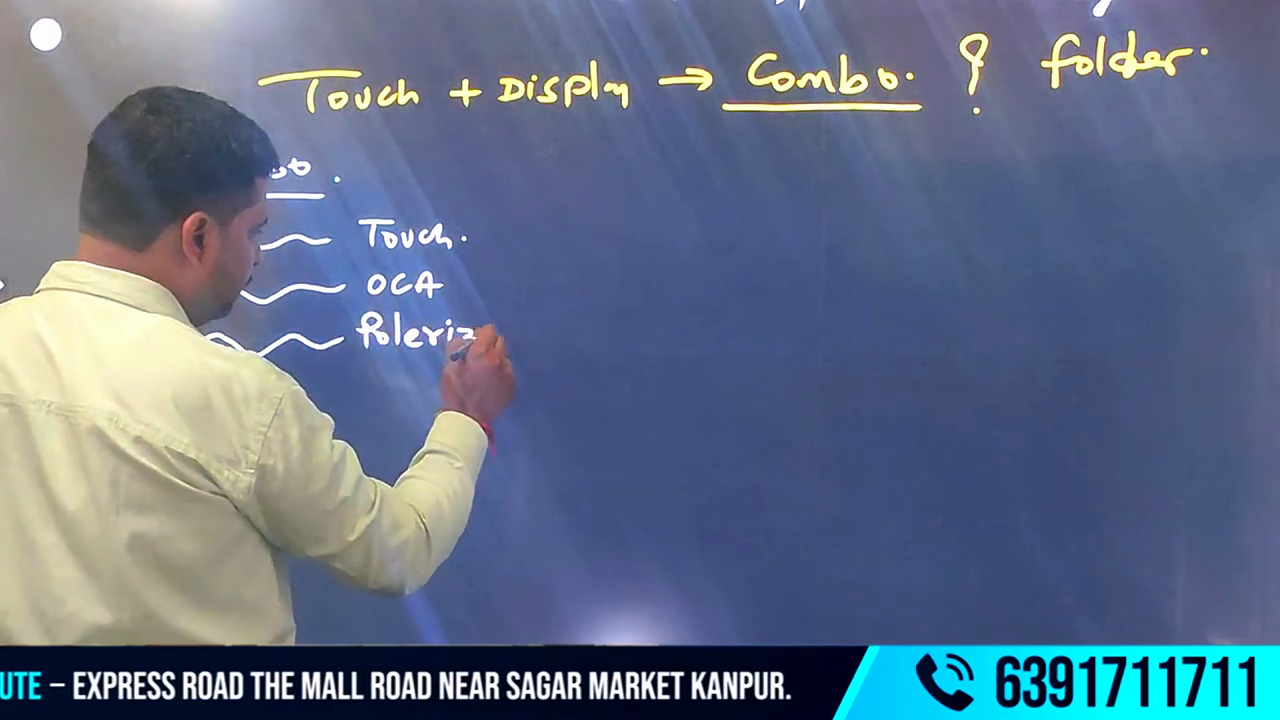 Touch + Display → Combo. ? folder.
Touch.
OCA
Poleriz
UTE – EXPRESS ROAD THE MALL ROAD NEAR SAGAR MARKET KANPUR.
6391711711